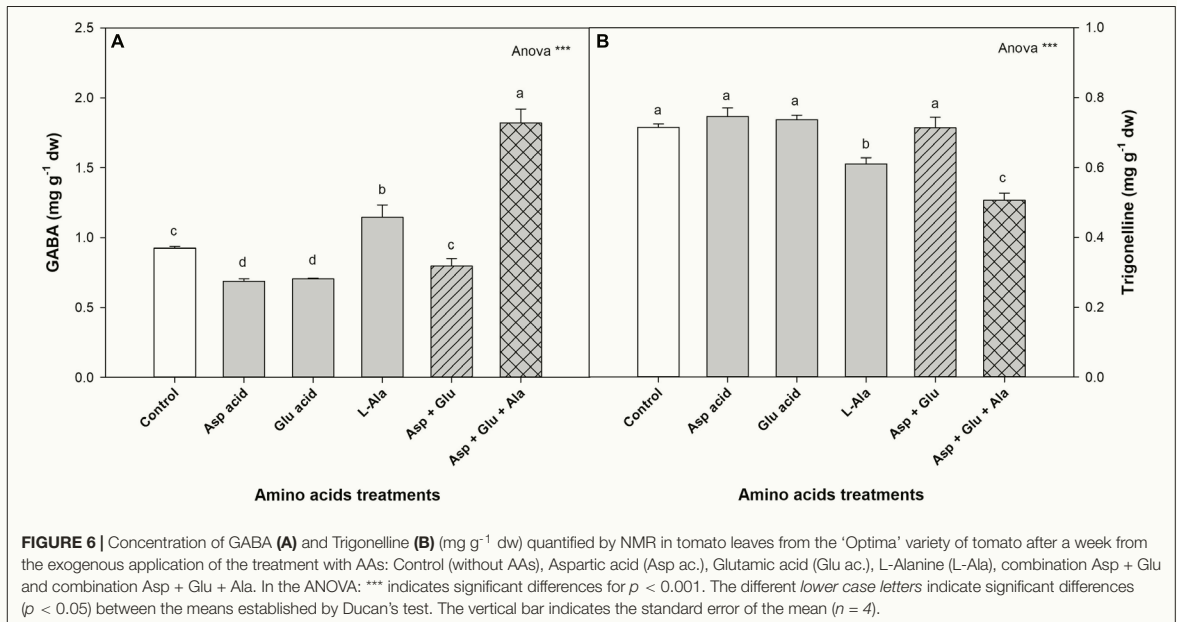 A
Anova ***
2.5
2.0
1.5
1.0
0.5
0.0
GABA (mg g-1 dw)
c
d
d
b
c
a
Control
Asp acid
Glu acid
L-Ala
Asp + Glu
Asp + Glu + Ala
Amino acids treatments
B
Anova ***
1.0
0.8
0.6
0.4
0.2
0.0
Trigonelline (mg g-1 dw)
a
a
a
b
a
c
Control
Asp acid
Glu acid
L-Ala
Asp + Glu
Asp + Glu + Ala
Amino acids treatments
FIGURE 6 | Concentration of GABA (A) and Trigonelline (B) (mg g-1 dw) quantified by NMR in tomato leaves from the 'Optima' variety of tomato after a week from
the exogenous application of the treatment with AAs: Control (without AAs), Aspartic acid (Asp ac.), Glutamic acid (Glu ac.), L-Alanine (L-Ala), combination Asp + Glu
and combination Asp + Glu + Ala. In the ANOVA: *** indicates significant differences for p < 0.001. The different lower case letters indicate significant differences
(p < 0.05) between the means established by Ducan's test. The vertical bar indicates the standard error of the mean (n = 4).